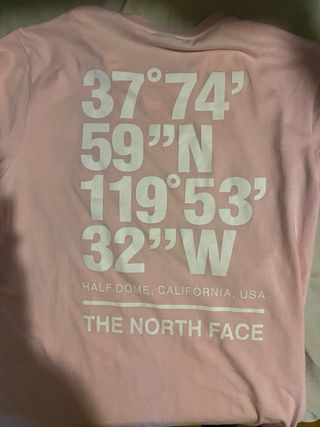 37°74’
59”N
119°53’
32”W
HALF DOME, CALIFORNIA, USA
THE NORTH FACE